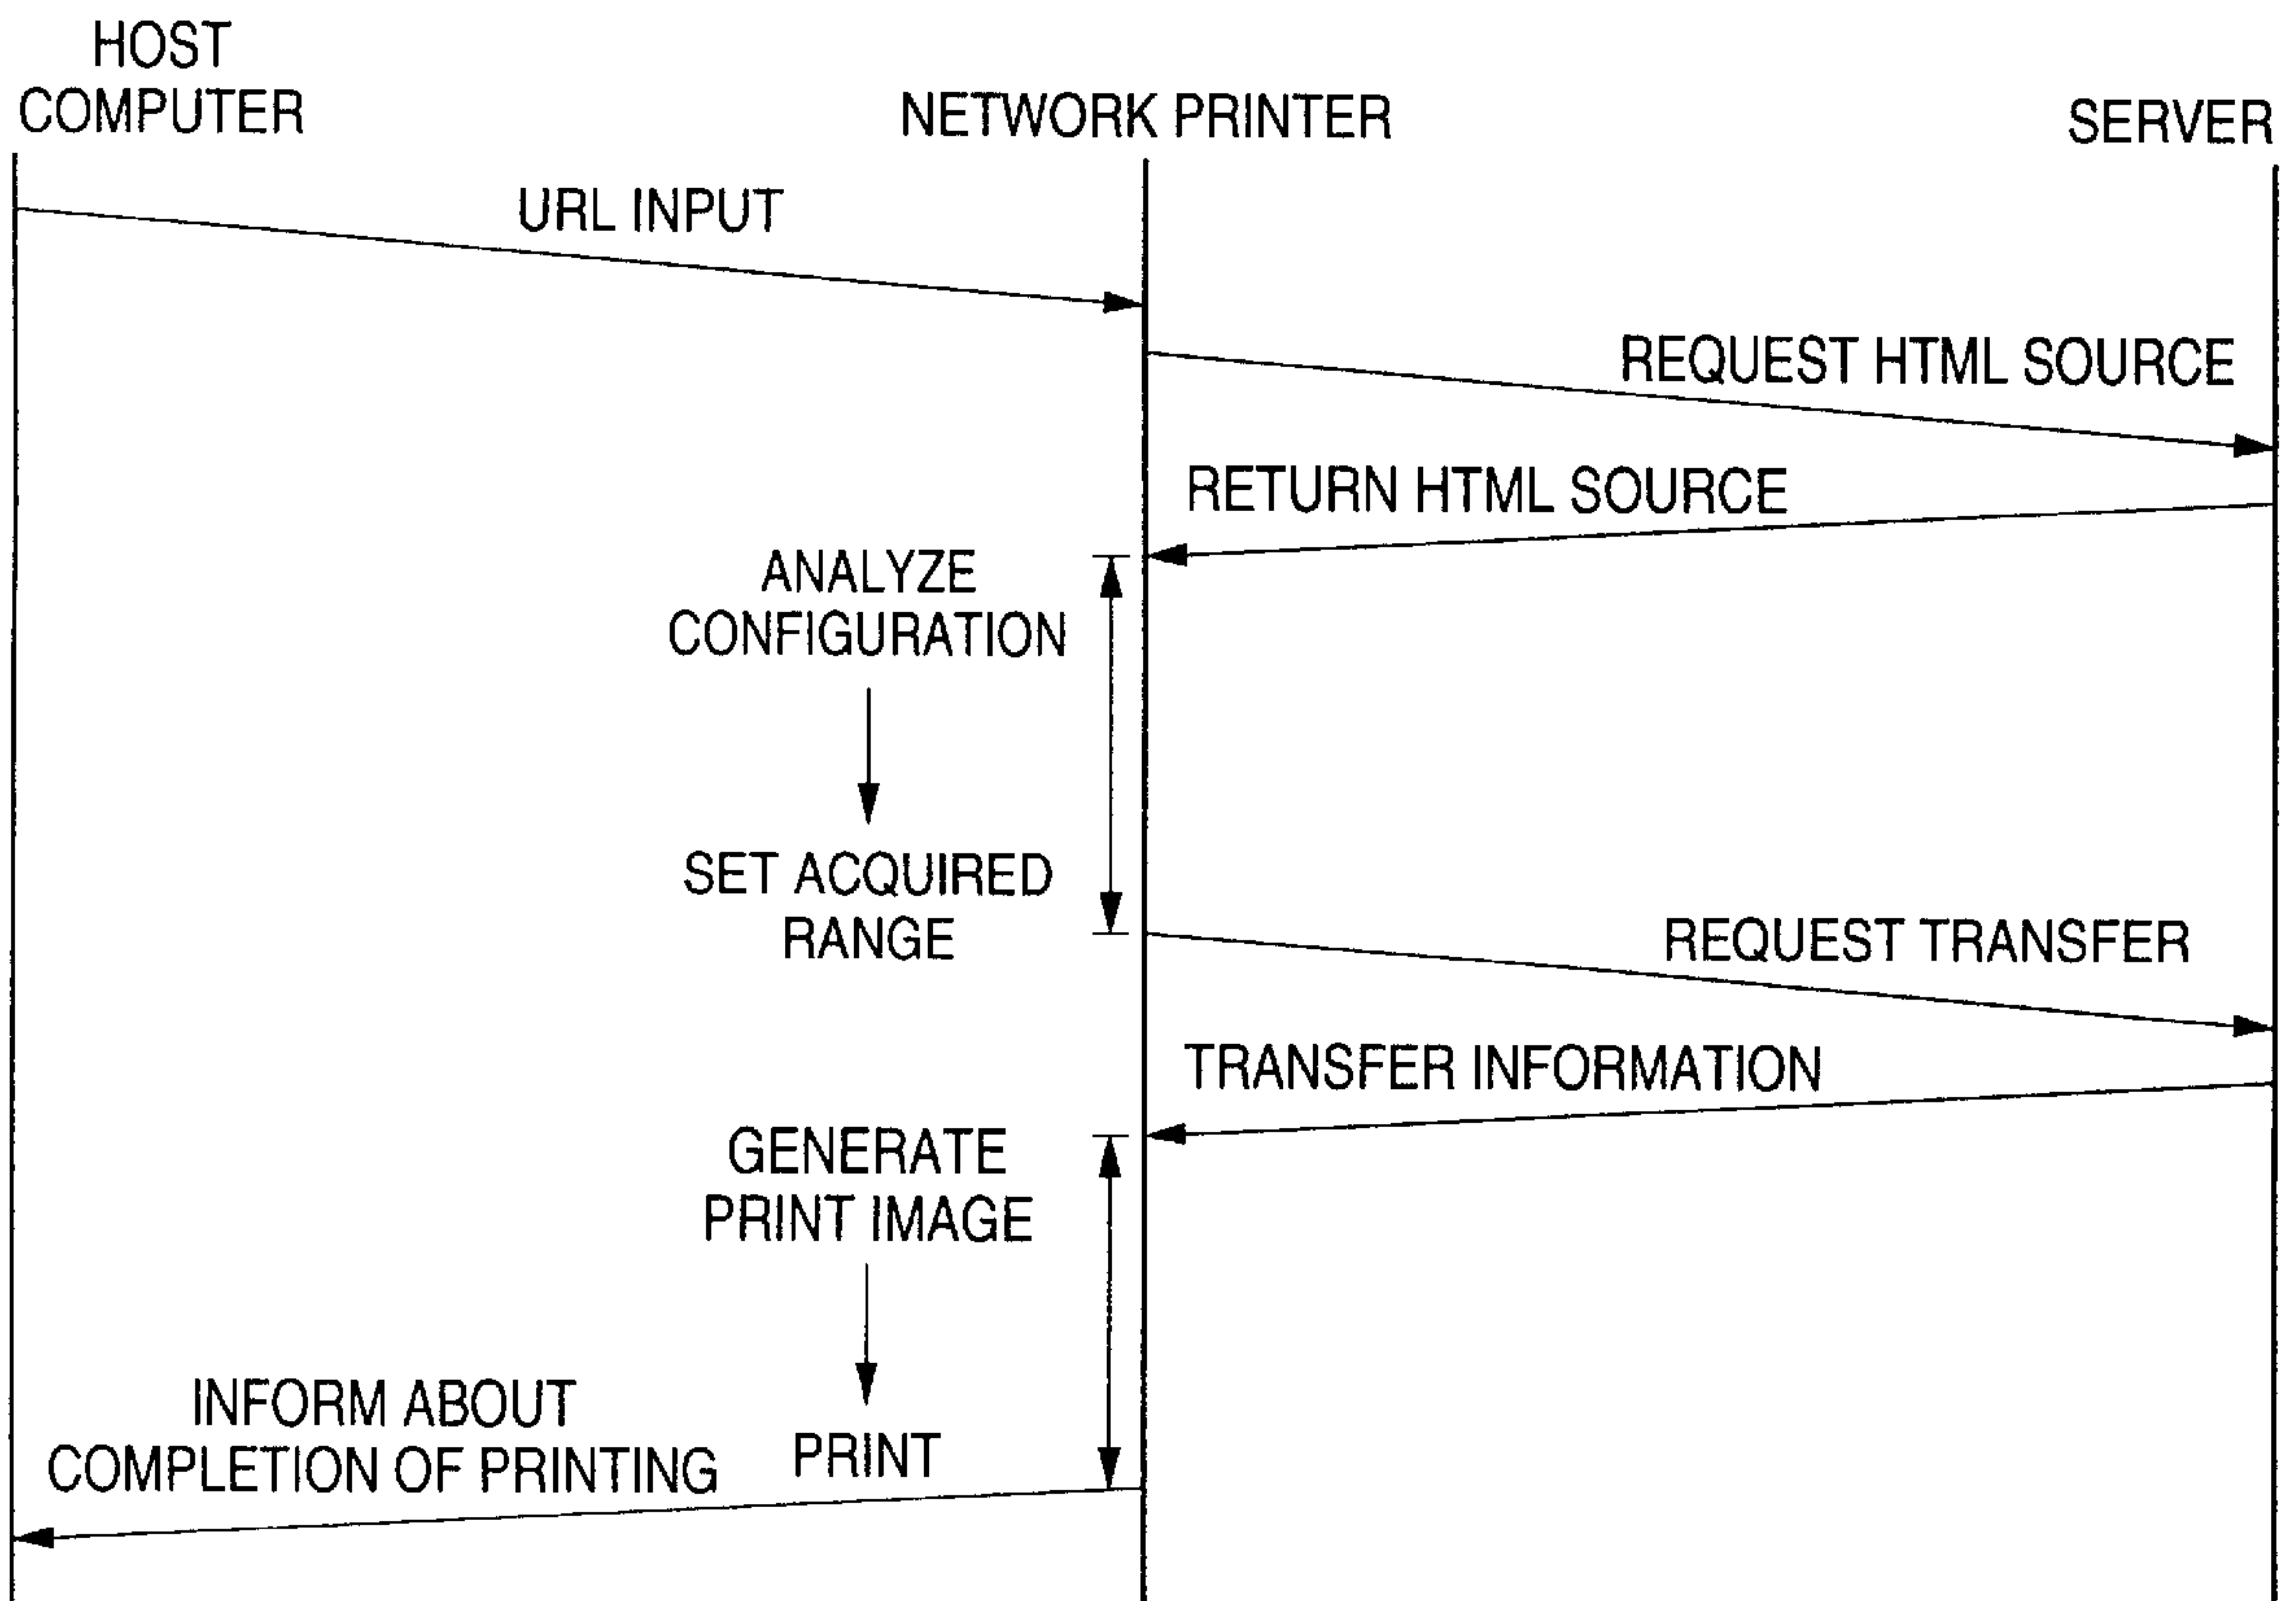 HOST
COMPUTER
NETWORK PRINTER
SERVER
URL INPUT
REQUEST HTML SOURCE
RETURN HTML SOURCE
ANALYZE
CONFIGURATION
SET ACQUIRED
RANGE
REQUEST TRANSFER
TRANSFER INFORMATION
GENERATE
PRINT IMAGE
INFORM ABOUT
COMPLETION OF PRINTING
PRINT